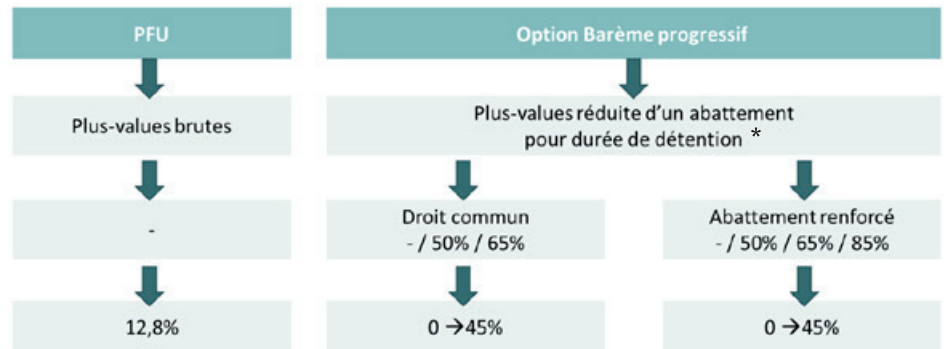 PFU
Option Barème progressif
Plus-values brutes
Plus-values réduite d'un abattement
pour durée de détention *
-
Droit commun
- / 50% / 65%
Abattement renforcé
- / 50% / 65% / 85%
12,8%
0 →45%
0 →45%